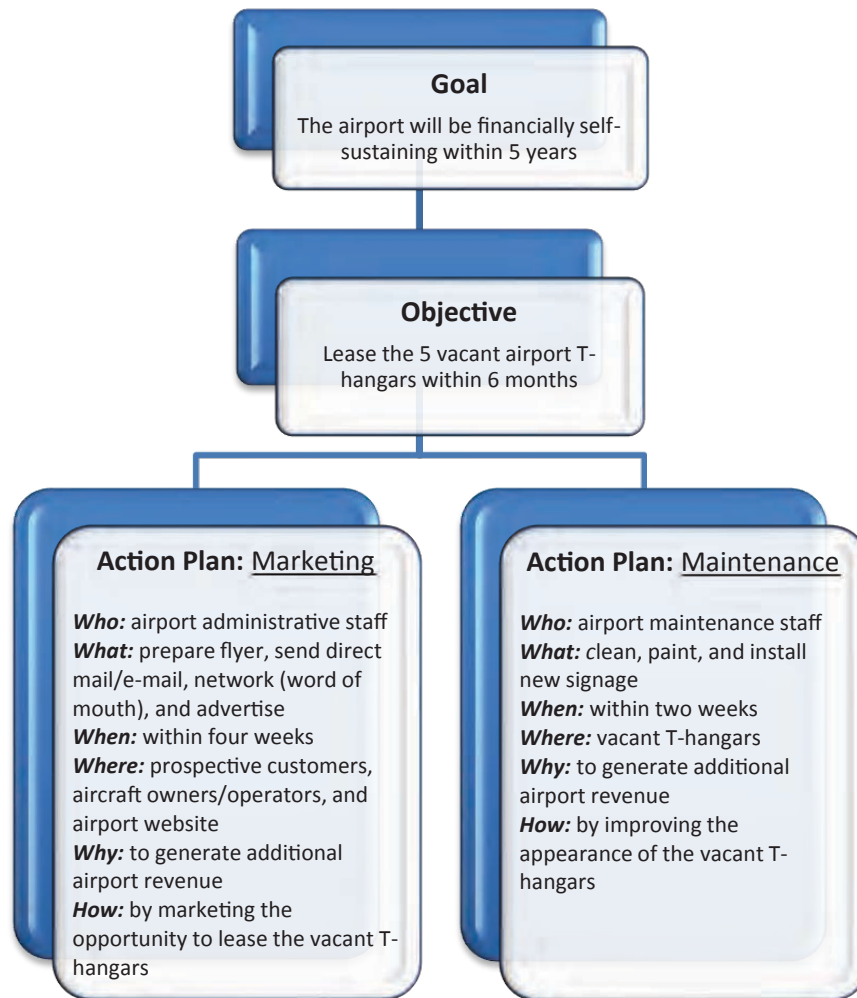 Goal
The airport will be financially self-
sustaining within 5 years
Objective
Lease the 5 vacant airport T-
hangars within 6 months
Action Plan: Marketing
Who: airport administrative staff
What: prepare flyer, send direct
mail/e-mail, network (word of
mouth), and advertise
When: within four weeks
Where: prospective customers,
aircraft owners/operators, and
airport website
Why: to generate additional
airport revenue
How: by marketing the
opportunity to lease the vacant T-
hangars
Action Plan: Maintenance
Who: airport maintenance staff
What: clean, paint, and install
new signage
When: within two weeks
Where: vacant T-hangars
Why: to generate additional
airport revenue
How: by improving the
appearance of the vacant T-
hangars